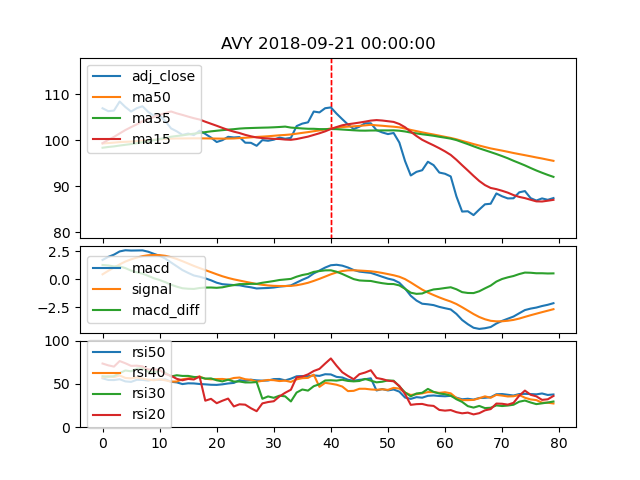 AVY 2018-09-21 00:00:00
adj_close
ma50
ma35
ma15
110
100
90
80
macd
signal
macd_diff
2.5
0.0
−2.5
rsi50
rsi40
rsi30
rsi20
100
50
0
0 10 20 30 40 50 60 70 80